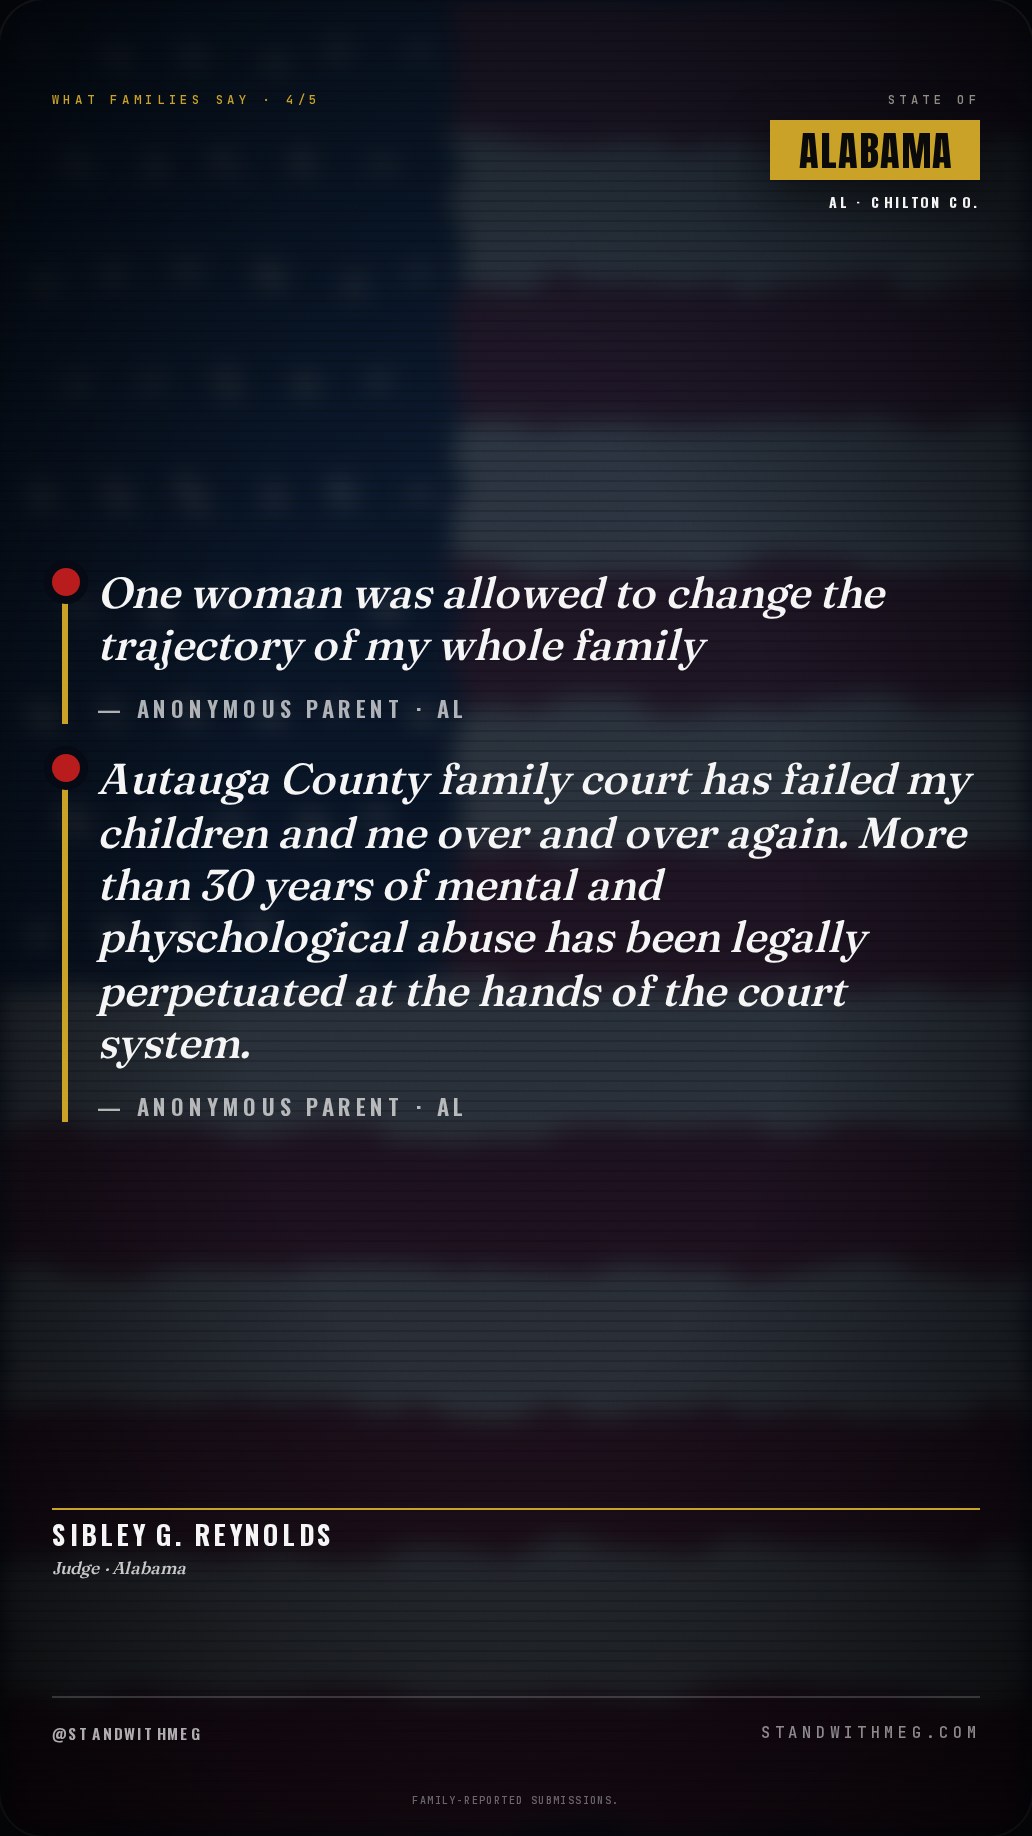 WHAT FAMILIES SAY · 4/5
STATE OF
ALABAMA
AL · CHILTON CO.
One woman was allowed to change the
trajectory of my whole family
— ANONYMOUS PARENT · AL
Autauga County family court has failed my
children and me over and over again. More
than 30 years of mental and
physchological abuse has been legally
perpetuated at the hands of the court
system.
— ANONYMOUS PARENT · AL
SIBLEY G. REYNOLDS
Judge · Alabama
@STANDWITHMEG
STANDWITHMEG.COM
FAMILY-REPORTED SUBMISSIONS.